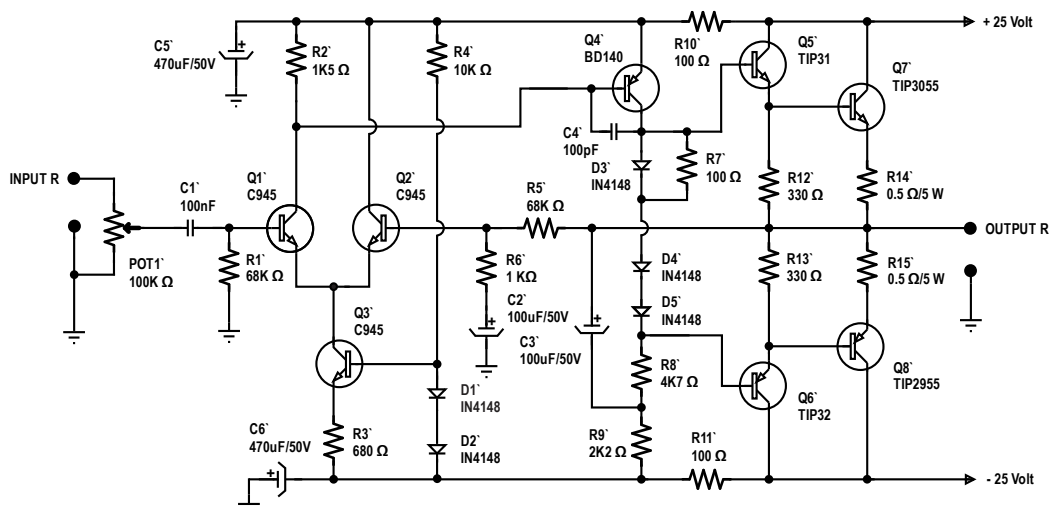 + 25 Volt
C5`
470uF/50V
R2`
1K5 Ω
R4`
10K Ω
Q4`
BD140
R10`
100 Ω
Q5`
TIP31
Q7`
TIP3055
C4`
100pF
D3`
IN4148
R7`
100 Ω
INPUT R
C1`
100nF
Q1`
C945
Q2`
C945
R5`
68K Ω
R12`
330 Ω
R14`
0.5 Ω/5 W
OUTPUT R
POT1`
100K Ω
R1`
68K Ω
R6`
1 KΩ
D4`
IN4148
R13`
330 Ω
R15`
0.5 Ω/5 W
Q3`
C945
C2`
100uF/50V
D5`
IN4148
C3`
100uF/50V
R8`
4K7 Ω
Q8`
TIP2955
D1`
IN4148
Q6`
TIP32
C6`
470uF/50V
R3`
680 Ω
D2`
IN4148
R9`
2K2 Ω
R11`
100 Ω
- 25 Volt